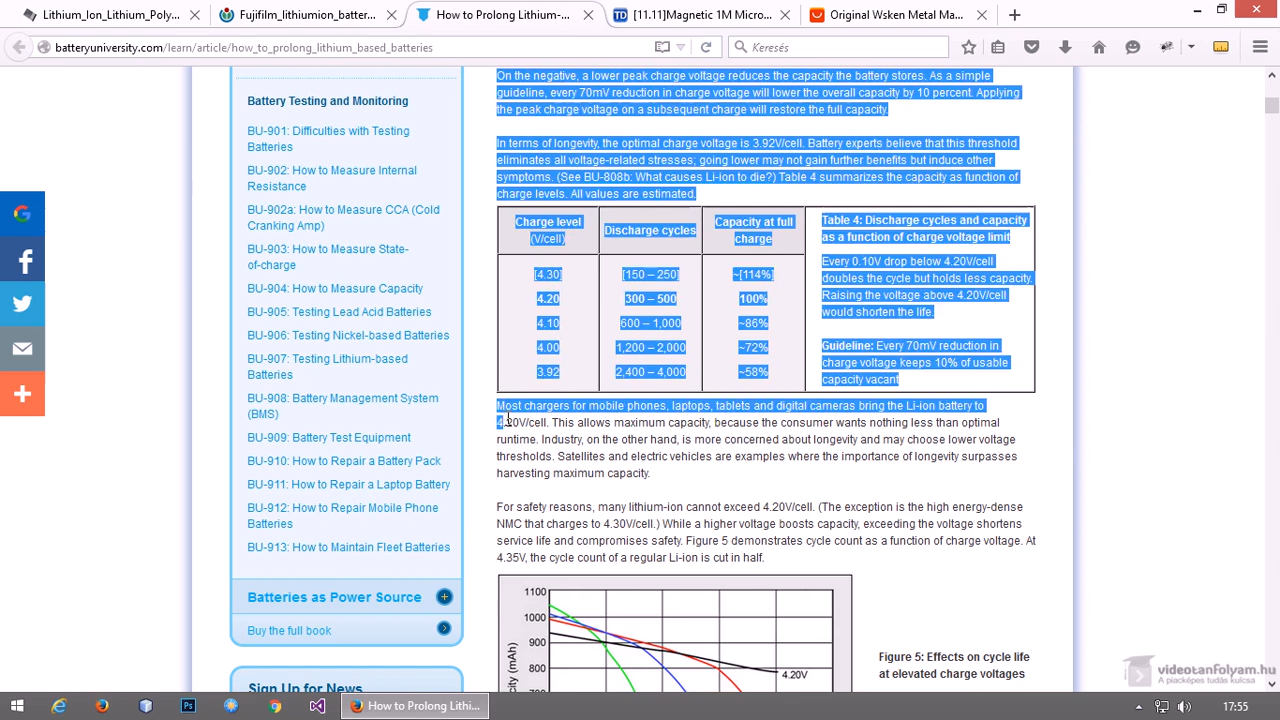 Lithium_Ion_Lithium_Poly...
Fujifilm_lithiumion_batter...
How to Prolong Lithium-...
[11.11]Magnetic 1M Micro...
Original Wsken Metal Ma...
batteryuniversity.com/learn/article/how_to_prolong_lithium_based_batteries
Keresés
Battery Testing and Monitoring
BU-901: Difficulties with Testing
Batteries
BU-902: How to Measure Internal
Resistance
BU-902a: How to Measure CCA (Cold
Cranking Amp)
BU-903: How to Measure State-
of-charge
BU-904: How to Measure Capacity
BU-905: Testing Lead Acid Batteries
BU-906: Testing Nickel-based Batteries
BU-907: Testing Lithium-based
Batteries
BU-908: Battery Management System
(BMS)
BU-909: Battery Test Equipment
BU-910: How to Repair a Battery Pack
BU-911: How to Repair a Laptop Battery
BU-912: How to Repair Mobile Phone
Batteries
BU-913: How to Maintain Fleet Batteries
Batteries as Power Source
Buy the full book
Sign Up for News
On the negative, a lower peak charge voltage reduces the capacity the battery stores. As a simple
guideline, every 70mV reduction in charge voltage will lower the overall capacity by 10 percent. Applying
the peak charge voltage on a subsequent charge will restore the full capacity.
In terms of longevity, the optimal charge voltage is 3.92V/cell. Battery experts believe that this threshold
eliminates all voltage-related stresses; going lower may not gain further benefits but induce other
symptoms. (See BU-808b: What causes Li-ion to die?) Table 4 summarizes the capacity as function of
charge levels. All values are estimated.
Charge level
(V/cell)
Discharge cycles
Capacity at full
charge
[4.30] [150 – 250] ~[114%]
4.20 300 – 500 100%
4.10 600 – 1,000 ~86%
4.00 1,200 – 2,000 ~72%
3.92 2,400 – 4,000 ~58%
Table 4: Discharge cycles and capacity
as a function of charge voltage limit
Every 0.10V drop below 4.20V/cell
doubles the cycle but holds less capacity.
Raising the voltage above 4.20V/cell
would shorten the life.
Guideline: Every 70mV reduction in
charge voltage keeps 10% of usable
capacity vacant
Most chargers for mobile phones, laptops, tablets and digital cameras bring the Li-ion battery to
4.20V/cell. This allows maximum capacity, because the consumer wants nothing less than optimal
runtime. Industry, on the other hand, is more concerned about longevity and may choose lower voltage
thresholds. Satellites and electric vehicles are examples where the importance of longevity surpasses
harvesting maximum capacity.
For safety reasons, many lithium-ion cannot exceed 4.20V/cell. (The exception is the high energy-dense
NMC that charges to 4.30V/cell.) While a higher voltage boosts capacity, exceeding the voltage shortens
service life and compromises safety. Figure 5 demonstrates cycle count as a function of charge voltage. At
4.35V, the cycle count of a regular Li-ion is cut in half.
1100
1000
900
800
4.20V
city (mAh)
Figure 5: Effects on cycle life
at elevated charge voltages
videotanfolyam.hu
A piacképes tudás kulcsa
How to Prolong Lithi...
17:55